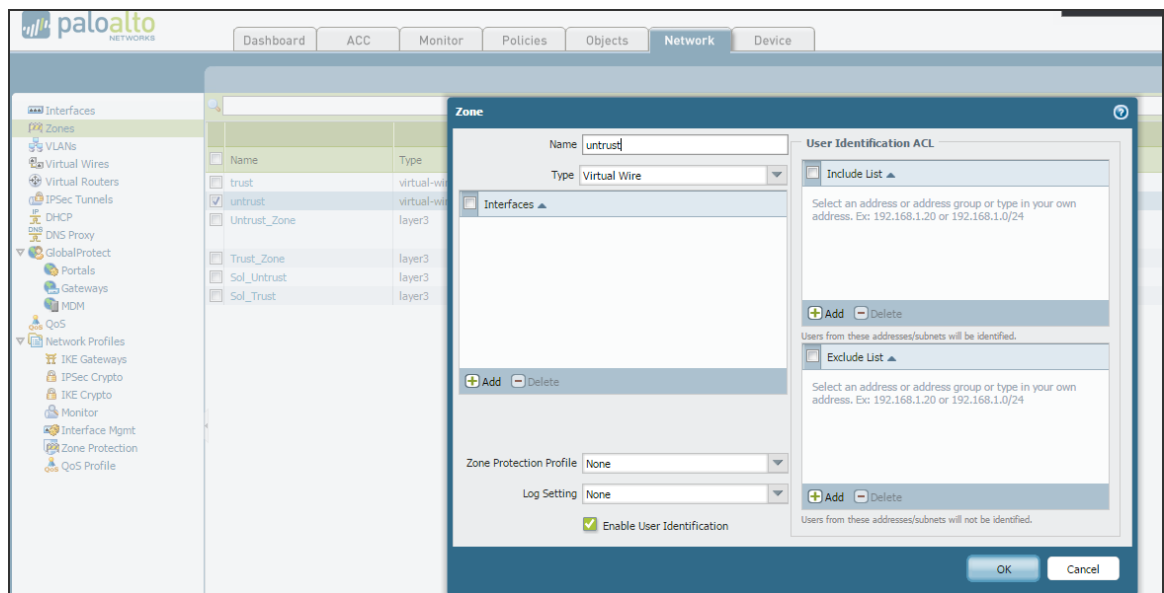 paloalto
NETWORKS
Dashboard
ACC
Monitor
Policies
Objects
Network
Device
Interfaces
Zones
VLANs
Virtual Wires
Virtual Routers
IPSec Tunnels
DHCP
DNS Proxy
GlobalProtect
Portals
Gateways
MDM
QoS
Network Profiles
IKE Gateways
IPSec Crypto
IKE Crypto
Monitor
Interface Mgmt
Zone Protection
QoS Profile
Name Type
trust virtual-wi
untrust virtual-wi
Untrust_Zone layer3
Trust_Zone layer3
Sol_Untrust layer3
Sol_Trust layer3
Zone
Name untrust
Type Virtual Wire
Interfaces
Add Delete
Zone Protection Profile None
Log Setting None
Enable User Identification
User Identification ACL
Include List
Select an address or address group or type in your own
address. Ex: 192.168.1.20 or 192.168.1.0/24
Add Delete
Users from these addresses/subnets will be identified.
Exclude List
Select an address or address group or type in your own
address. Ex: 192.168.1.20 or 192.168.1.0/24
Add Delete
Users from these addresses/subnets will not be identified.
OK Cancel